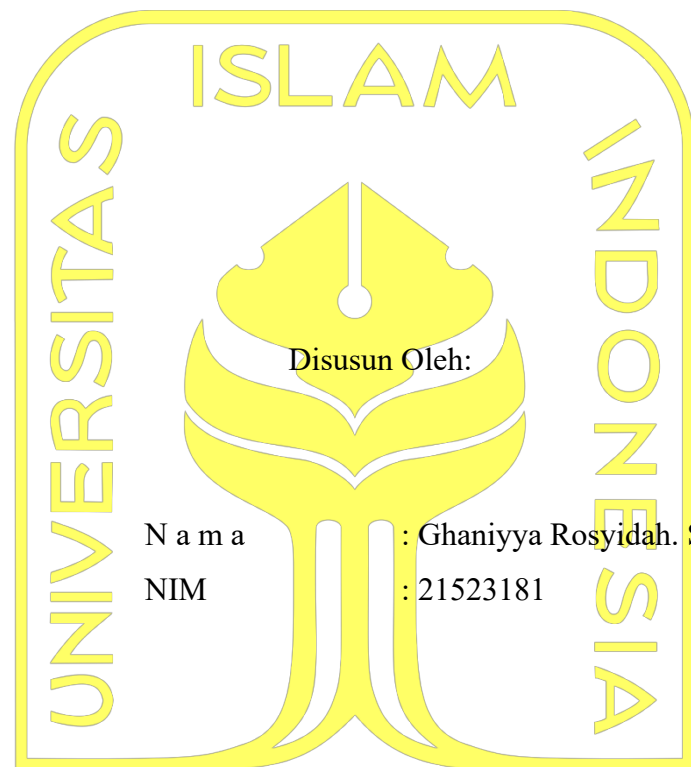 ISLAM
UNIVERSITAS
INDONESIA
Disusun Oleh:
N a m a : Ghaniyya Rosyidah. S
NIM : 21523181